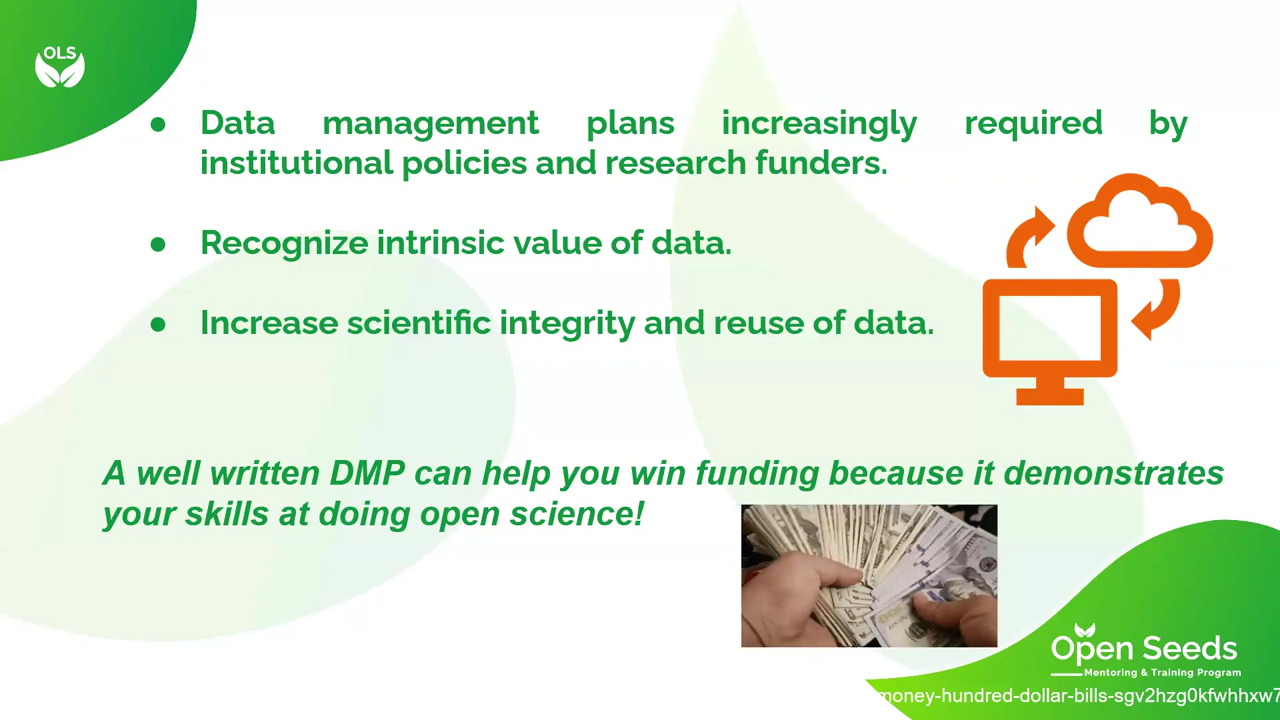 OLS
● Data management plans increasingly required by
institutional policies and research funders.
● Recognize intrinsic value of data.
● Increase scientific integrity and reuse of data.
A well written DMP can help you win funding because it demonstrates
your skills at doing open science!
Open Seeds
Mentoring & Training Program
money-hundred-dollar-bills-sgv2hzg0kfwhhxw7